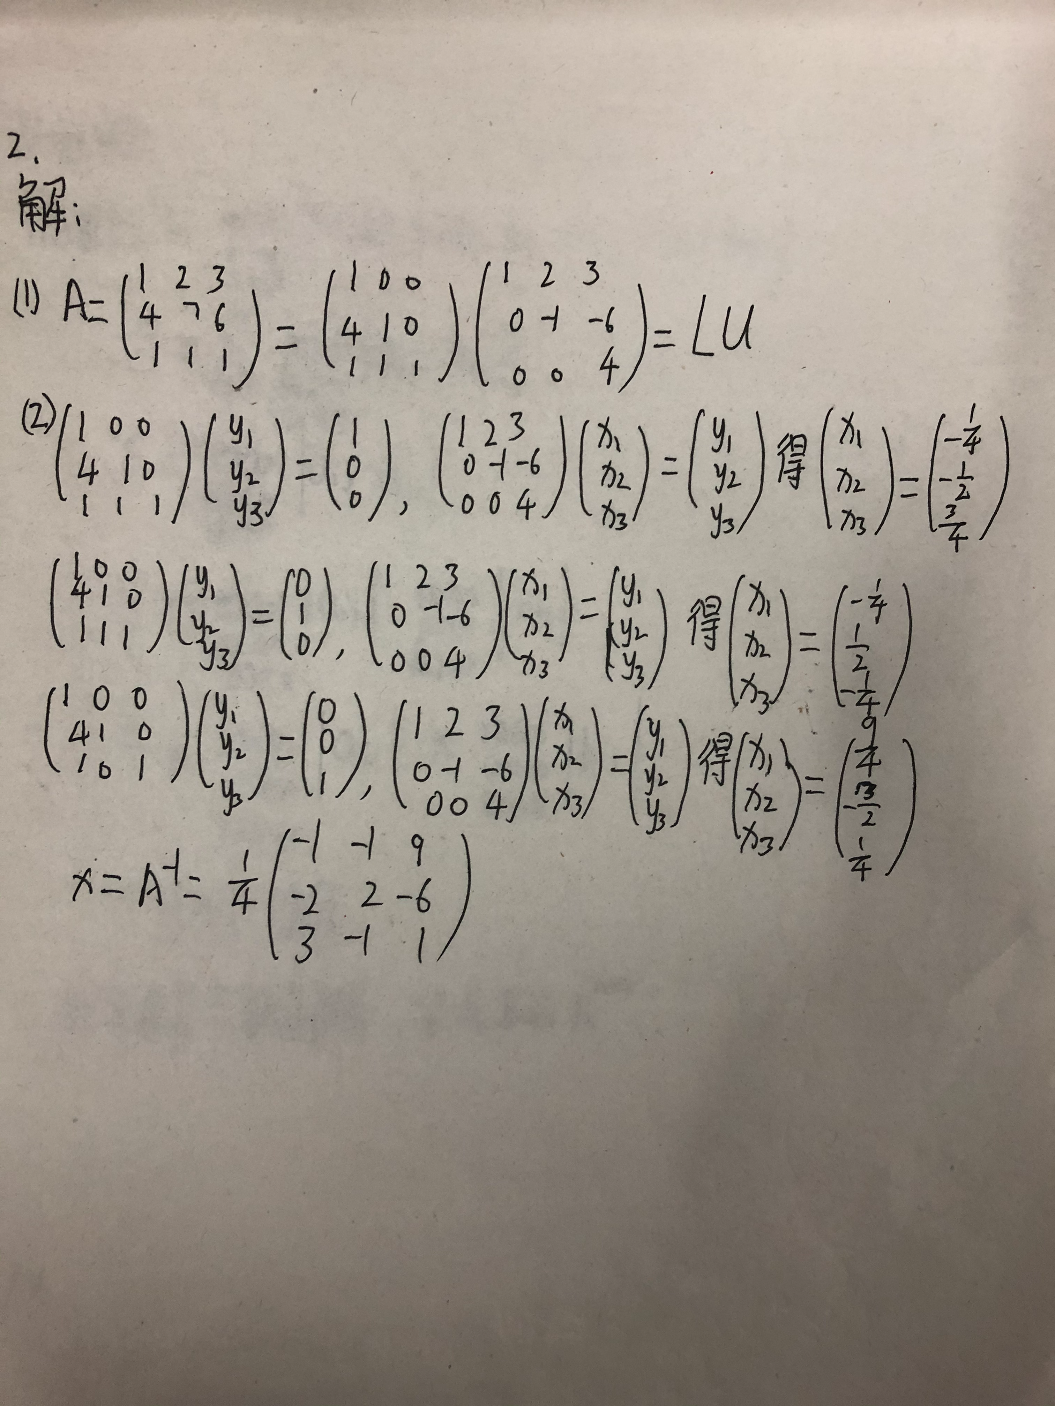 2.
解:
(1) A=(1 2 3; 4 7 6; 1 1 1)=(1 0 0; 4 1 0; 1 1 1)(1 2 3; 0 -1 -6; 0 0 4)=LU
(2) (1 0 0; 4 1 0; 1 1 1)(y₁; y₂; y₃)=(1; 0; 0), (1 2 3; 0 -1 -6; 0 0 4)(x₁; x₂; x₃)=(y₁; y₂; y₃) 得 (x₁; x₂; x₃)=(-1/4; -1/2; 3/4)
(1 0 0; 4 1 0; 1 1 1)(y₁; y₂; y₃)=(0; 1; 0), (1 2 3; 0 -1 -6; 0 0 4)(x₁; x₂; x₃)=(y₁; y₂; y₃) 得 (x₁; x₂; x₃)=(-1/4; 1/2; -1/4)
(1 0 0; 4 1 0; 1 0 1)(y₁; y₂; y₃)=(0; 0; 1), (1 2 3; 0 -1 -6; 0 0 4)(x₁; x₂; x₃)=(y₁; y₂; y₃) 得 (x₁; x₂; x₃)=(9/4; -3/2; 1/4)
x=A⁻¹=1/4(-1 -1 9; -2 2 -6; 3 -1 1)